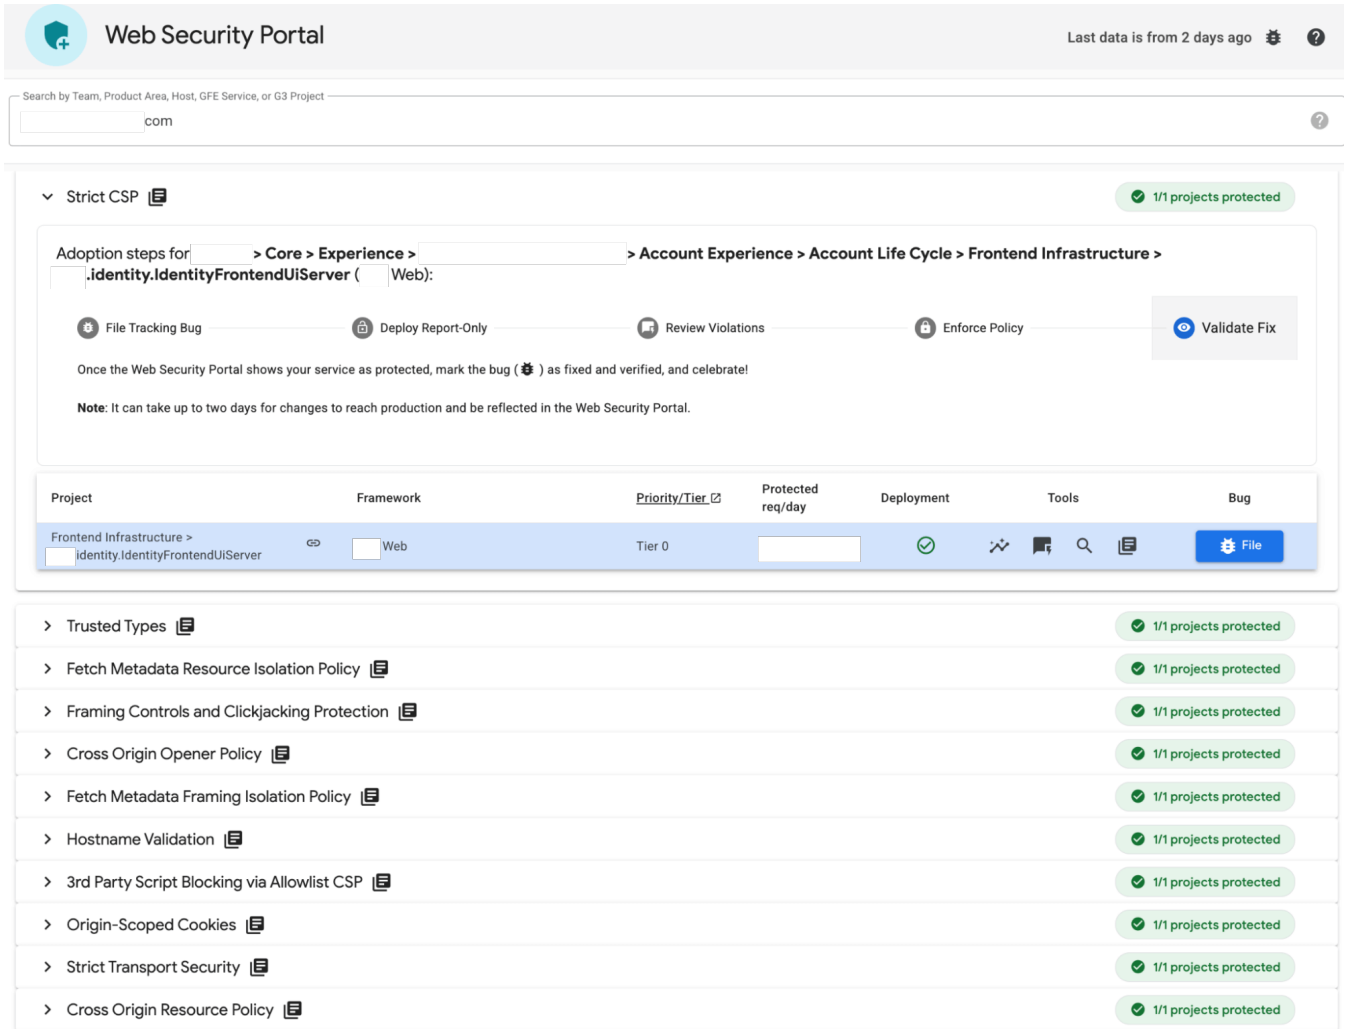 Web Security Portal
Last data is from 2 days ago
Search by Team, Product Area, Host, GFE Service, or G3 Project
com
Strict CSP
1/1 projects protected
Adoption steps for > Core > Experience > > Account Experience > Account Life Cycle > Frontend Infrastructure >
.identity.IdentityFrontendUiServer ( Web):
File Tracking Bug
Deploy Report-Only
Review Violations
Enforce Policy
Validate Fix
Once the Web Security Portal shows your service as protected, mark the bug ( ) as fixed and verified, and celebrate!
Note: It can take up to two days for changes to reach production and be reflected in the Web Security Portal.
Project
Framework
Priority/Tier
Protected
req/day
Deployment
Tools
Bug
Frontend Infrastructure >
identity.IdentityFrontendUiServer
Web
Tier 0
File
Trusted Types
1/1 projects protected
Fetch Metadata Resource Isolation Policy
1/1 projects protected
Framing Controls and Clickjacking Protection
1/1 projects protected
Cross Origin Opener Policy
1/1 projects protected
Fetch Metadata Framing Isolation Policy
1/1 projects protected
Hostname Validation
1/1 projects protected
3rd Party Script Blocking via Allowlist CSP
1/1 projects protected
Origin-Scoped Cookies
1/1 projects protected
Strict Transport Security
1/1 projects protected
Cross Origin Resource Policy
1/1 projects protected